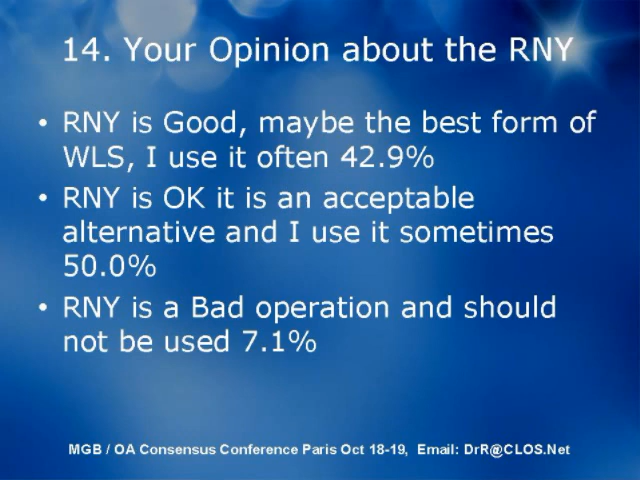 14. Your Opinion about the RNY
• RNY is Good, maybe the best form of
WLS, I use it often 42.9%
• RNY is OK it is an acceptable
alternative and I use it sometimes
50.0%
• RNY is a Bad operation and should
not be used 7.1%
MGB / OA Consensus Conference Paris Oct 18-19, Email: DrR@CLOS.Net